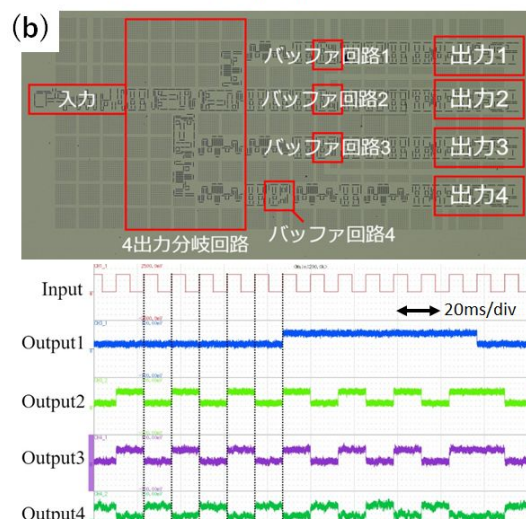 (b)
バッファ回路1
出力1
入力
バッファ回路2
出力2
バッファ回路3
出力3
出力4
4出力分岐回路
バッファ回路4
Input
20ms/div
Output1
Output2
Output3
Output4